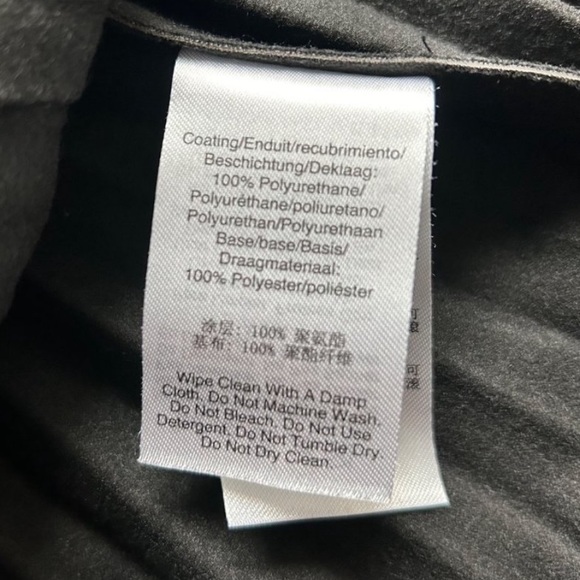 Coating/Enduit/recubrimiento/
Beschichtung/Deklaag:
100% Polyurethane/
Polyuréthane/poliuretano/
Polyurethan/Polyurethaan
Base/base/Basis/
Draagmateriaal:
100% Polyester/poliéster
涂层: 100% 聚氨酯
基布: 100% 聚酯纤维
Wipe Clean With A Damp
Cloth. Do Not Machine Wash.
Do Not Bleach. Do Not Use
Detergent. Do Not Tumble Dry.
Do Not Dry Clean.